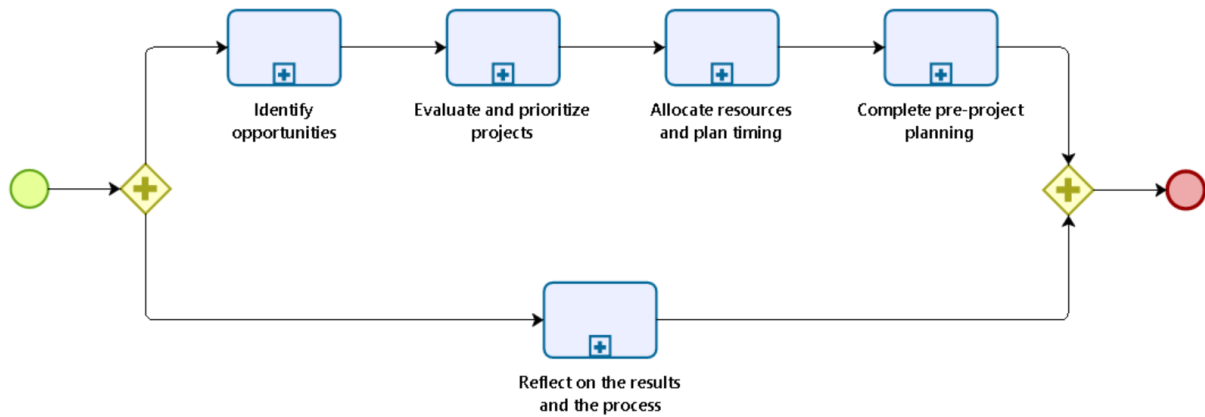 Identify
opportunities
Evaluate and prioritize
projects
Allocate resources
and plan timing
Complete pre-project
planning
Reflect on the results
and the process